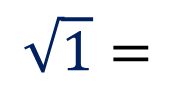 √1 =